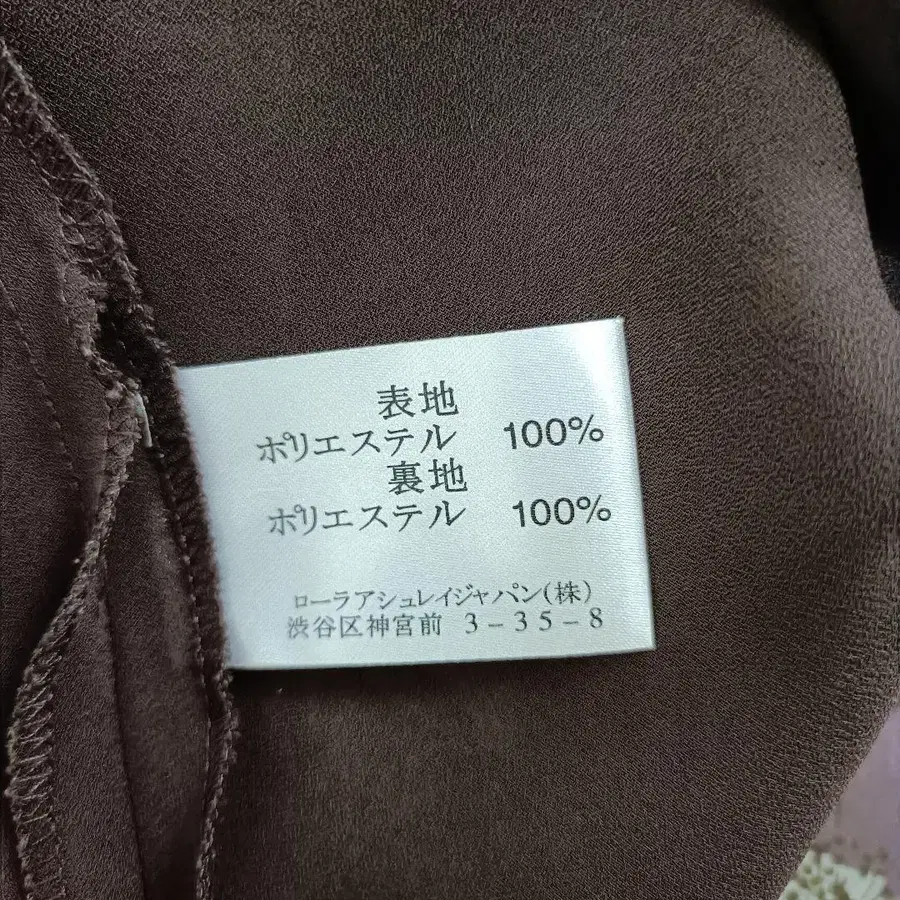 表地
ポリエステル 100%
裏地
ポリエステル 100%
ローラアシュレイジャパン(株)
渋谷区神宮前 3-35-8